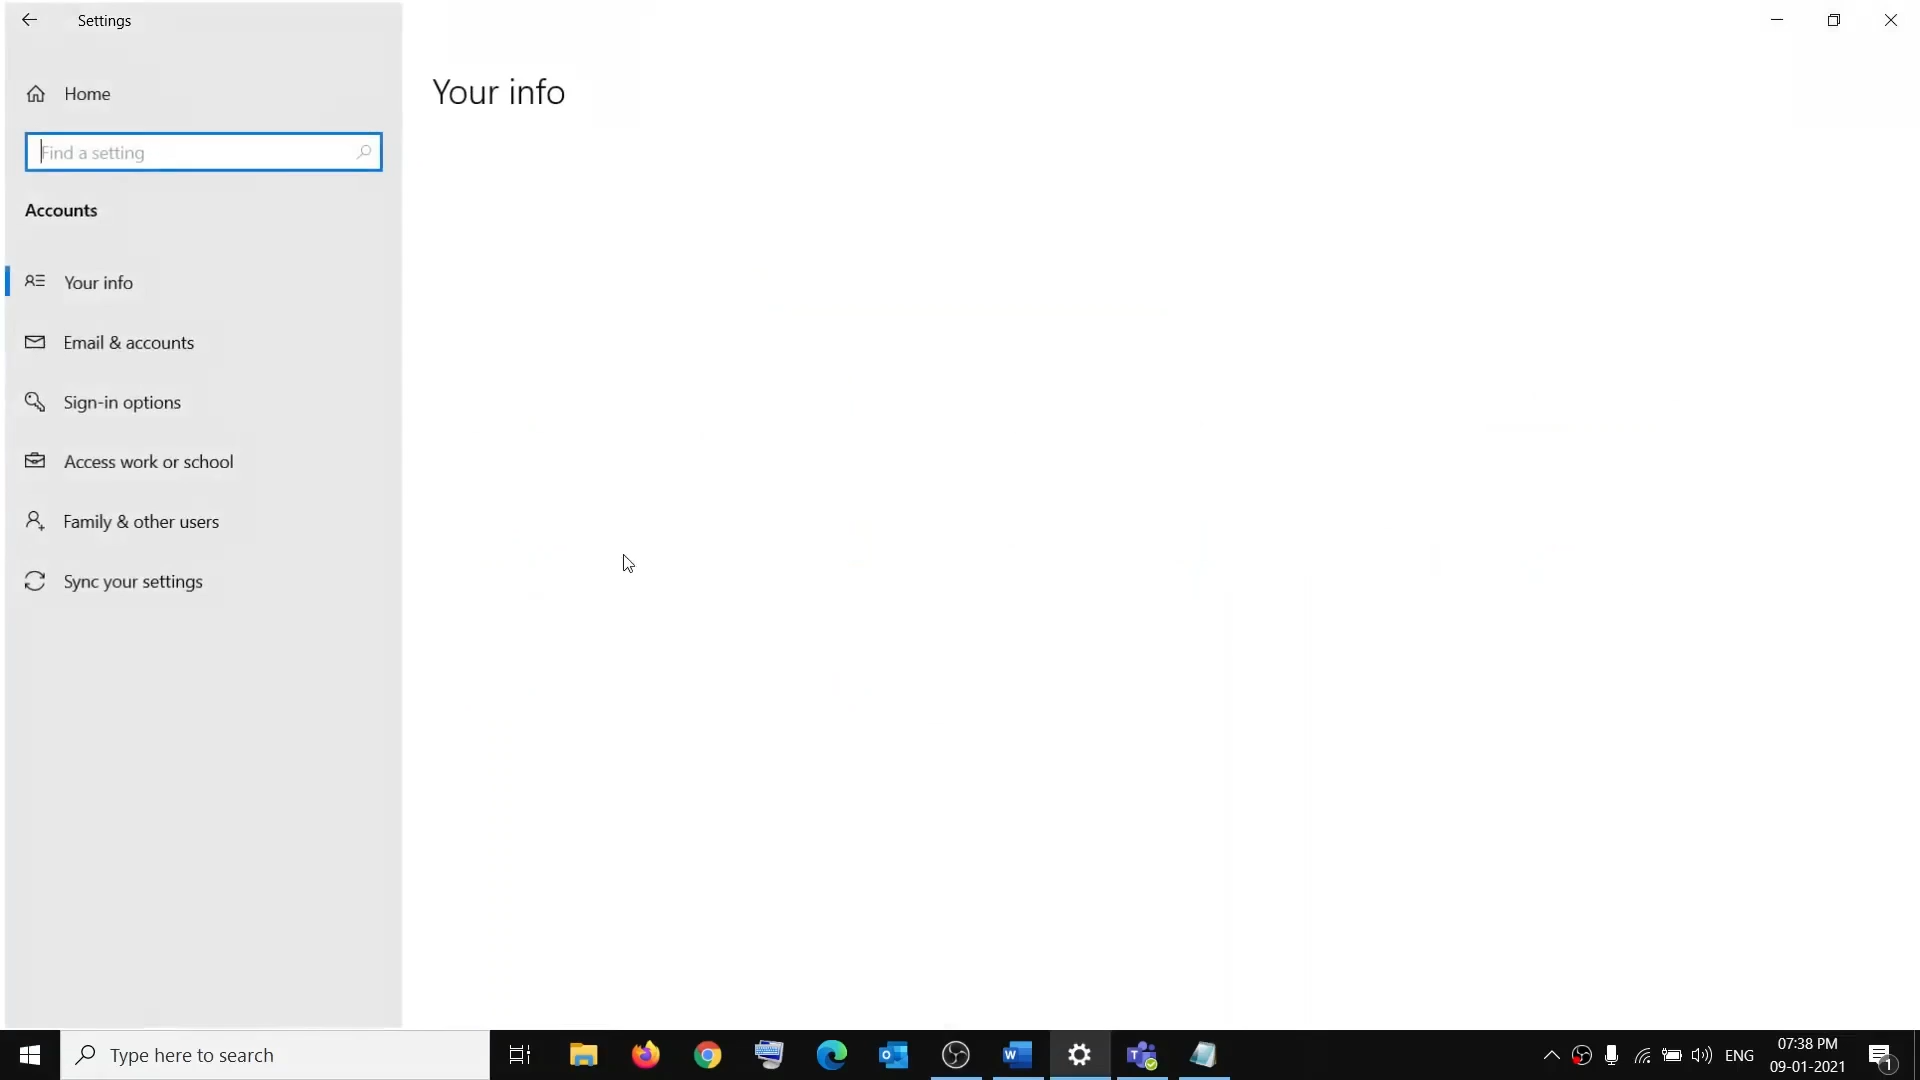 Settings
Home
Find a setting
Accounts
Your info
Email & accounts
Sign-in options
Access work or school
Family & other users
Sync your settings
Your info
Type here to search
ENG
07:38 PM
09-01-2021
1